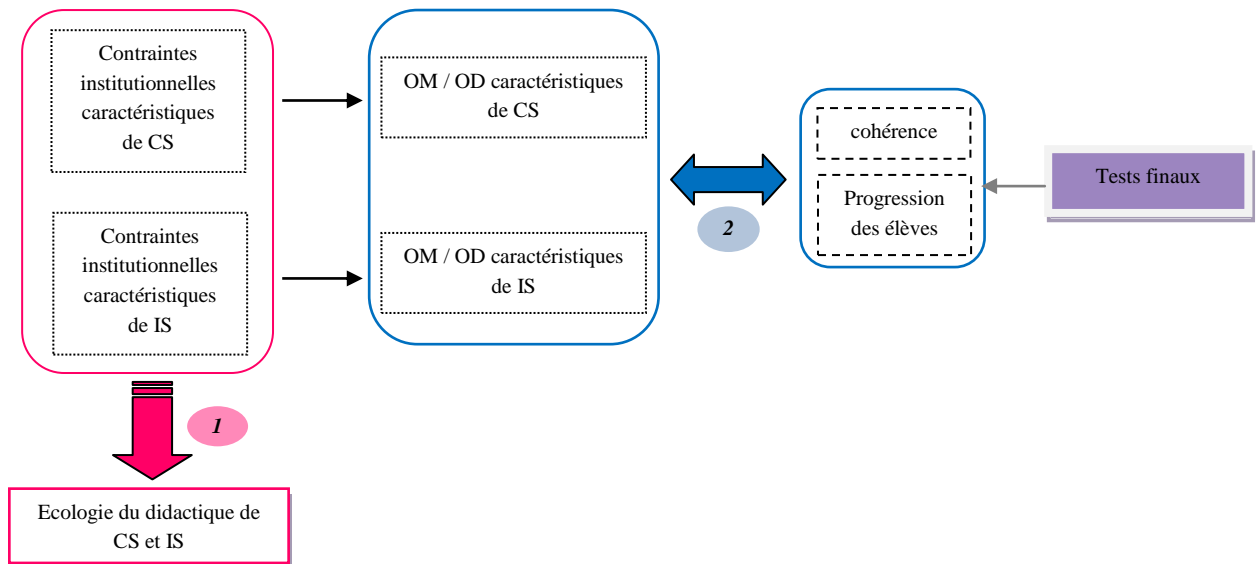 Contraintes
institutionnelles
caractéristiques
de CS
Contraintes
institutionnelles
caractéristiques
de IS
OM / OD caractéristiques
de CS
OM / OD caractéristiques
de IS
cohérence
Progression
des élèves
Tests finaux
2
1
Ecologie du didactique de
CS et IS